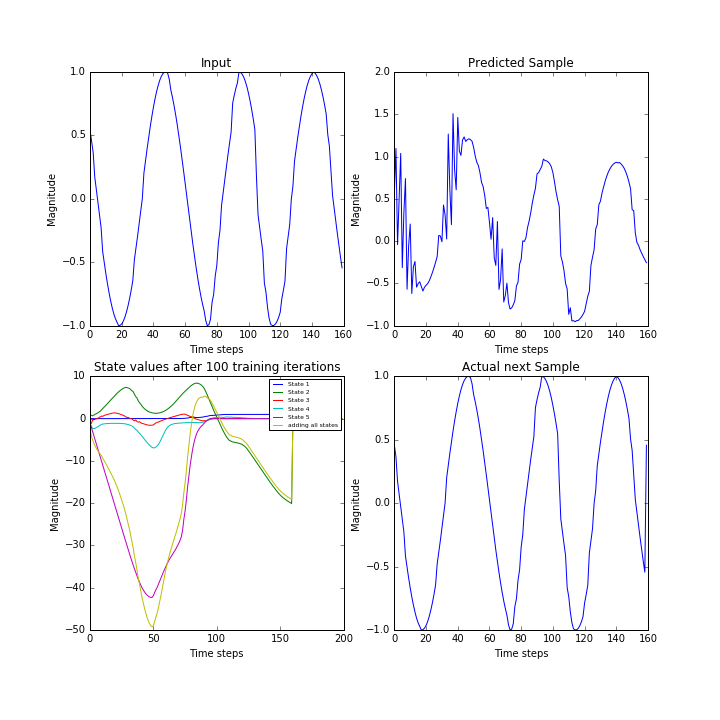 Input
Predicted Sample
1.0
0.5
0.0
−0.5
−1.0
Magnitude
0 20 40 60 80 100 120 140 160
Time steps
2.0
1.5
1.0
0.5
0.0
−0.5
−1.0
Magnitude
0 20 40 60 80 100 120 140 160
Time steps
State values after 100 training iterations
Actual next Sample
10
0
−10
−20
−30
−40
−50
Magnitude
State 1
State 2
State 3
State 4
State 5
adding all states
0 50 100 150 200
Time steps
1.0
0.5
0.0
−0.5
−1.0
Magnitude
0 20 40 60 80 100 120 140 160
Time steps